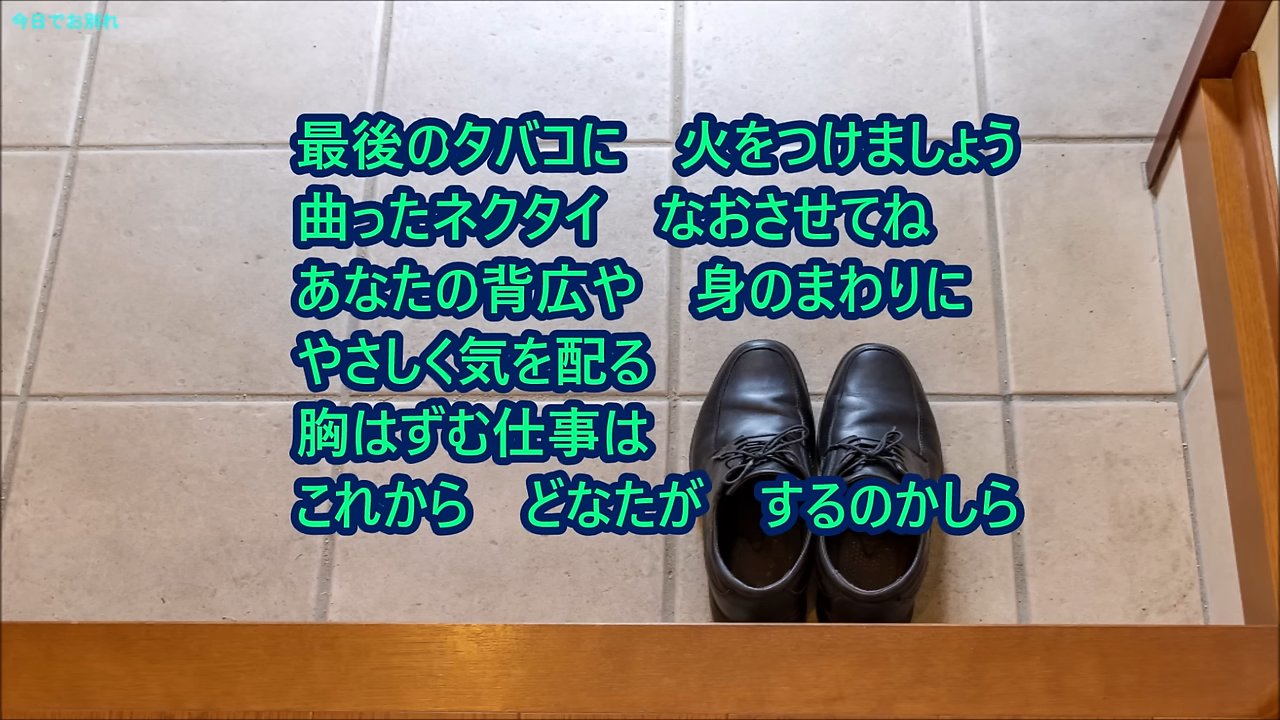 今日でお別れ
最後のタバコに　火をつけましょう
曲ったネクタイ　なおさせてね
あなたの背広や　身のまわりに
やさしく気を配る
胸はずむ仕事は
これから　どなたが　するのかしら